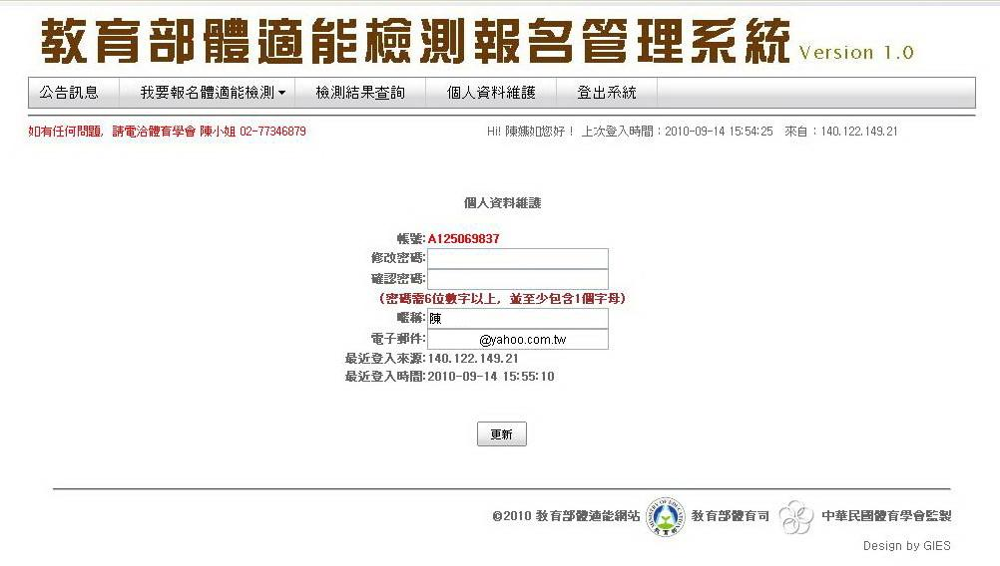 教育部體適能檢測報名管理系統 Version 1.0
公告訊息 我要報名體適能檢測 檢測結果查詢 個人資料維護 登出系統
如有任何問題, 請電洽體育學會 陳小姐 02-77346879 Hi! 陳嬿如您好！ 上次登入時間：2010-09-14 15:54:25 來自：140.122.149.21
個人資料維護
帳號:A125069837
修改密碼:
確認密碼:
(密碼需6位數字以上, 並至少包含1個字母)
暱稱:陳
電子郵件: @yahoo.com.tw
最近登入來源:140.122.149.21
最近登入時間:2010-09-14 15:55:10
更新
©2010 教育部體適能網站 MINISTRY OF EDUCATION 教育部 教育部體育司 中華民國體育學會監製
Design by GIES